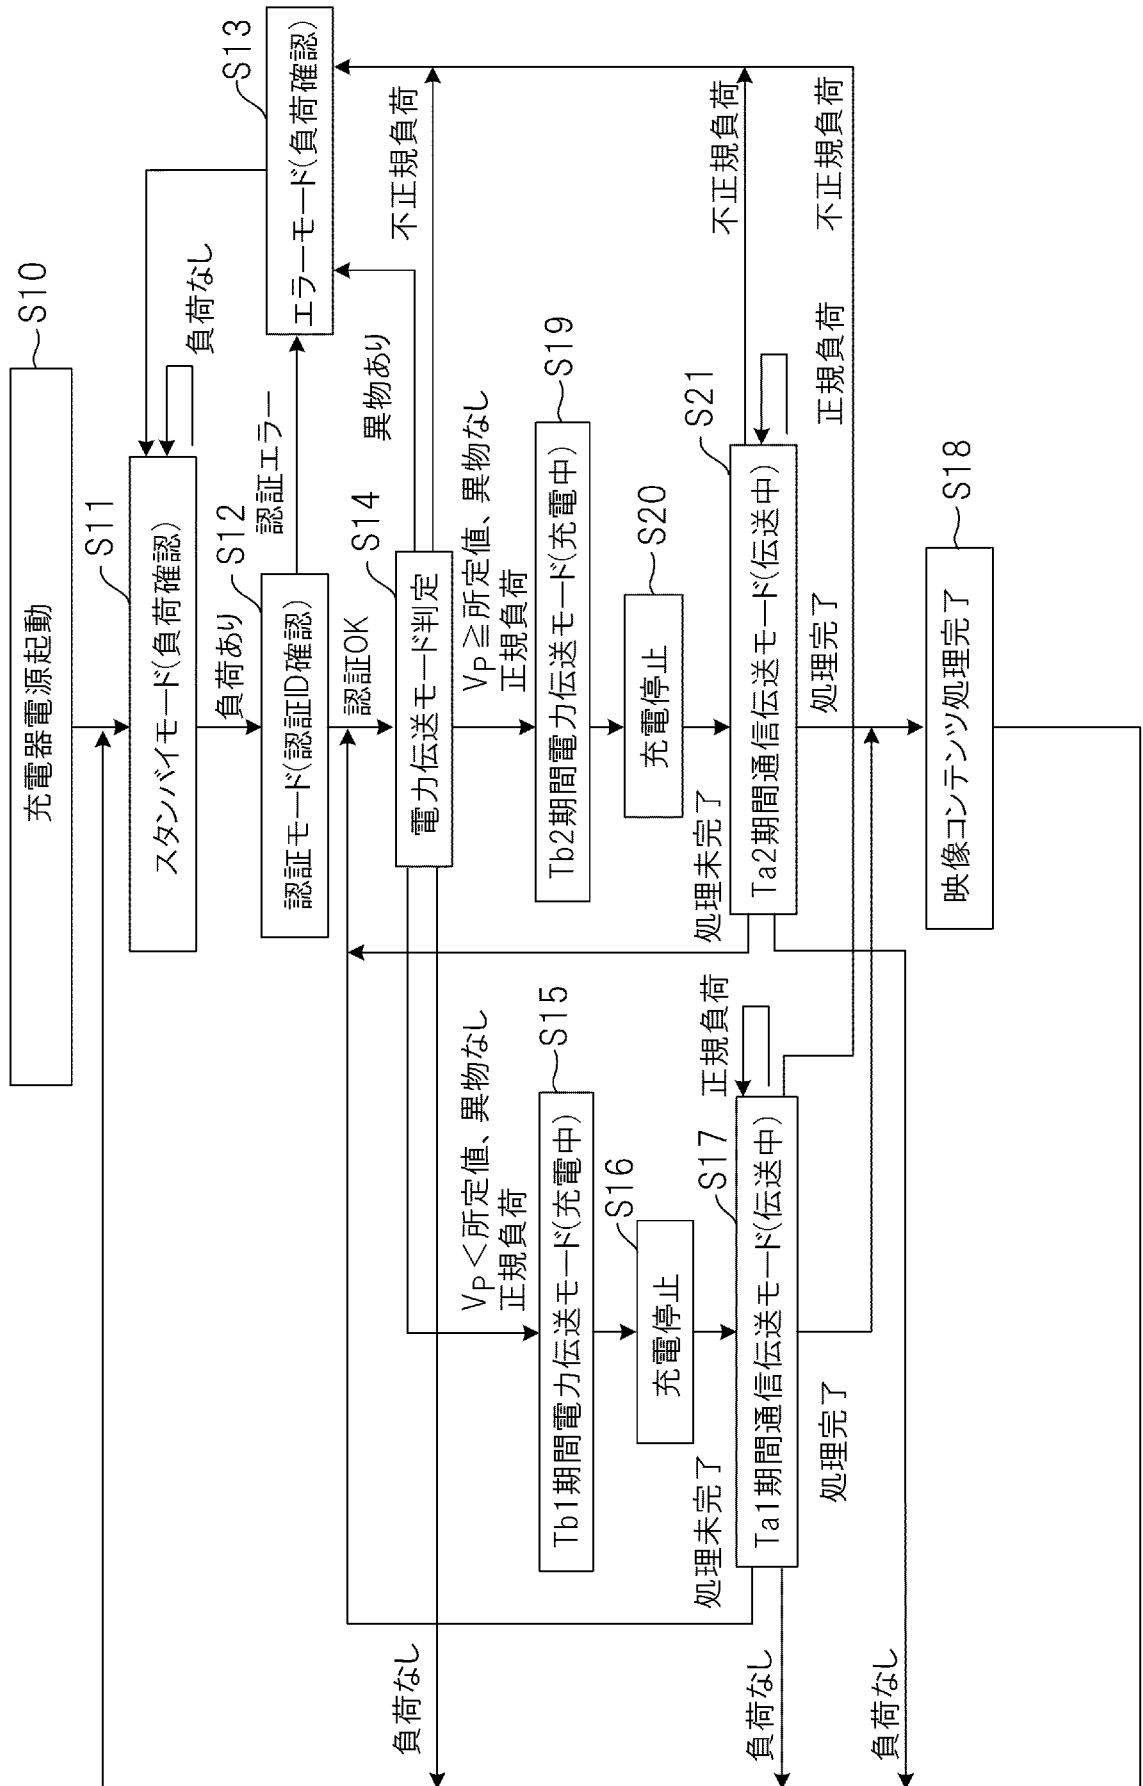 充電器電源起動
S10
スタンバイモード(負荷確認)
S11
負荷なし
負荷あり
認証モード(認証ID確認)
S12
認証エラー
エラーモード(負荷確認)
S13
認証OK
電力伝送モード判定
S14
異物あり
不正規負荷
負荷なし
VP<所定値、異物なし
正規負荷
VP≧所定値、異物なし
正規負荷
Tb1期間電力伝送モード(充電中)
S15
Tb2期間電力伝送モード(充電中)
S19
充電停止
S16
充電停止
S20
処理未完了
Ta1期間通信伝送モード(伝送中)
S17
正規負荷
処理未完了
Ta2期間通信伝送モード(伝送中)
S21
正規負荷
不正規負荷
不正規負荷
負荷なし
処理完了
処理完了
負荷なし
映像コンテンツ処理完了
S18